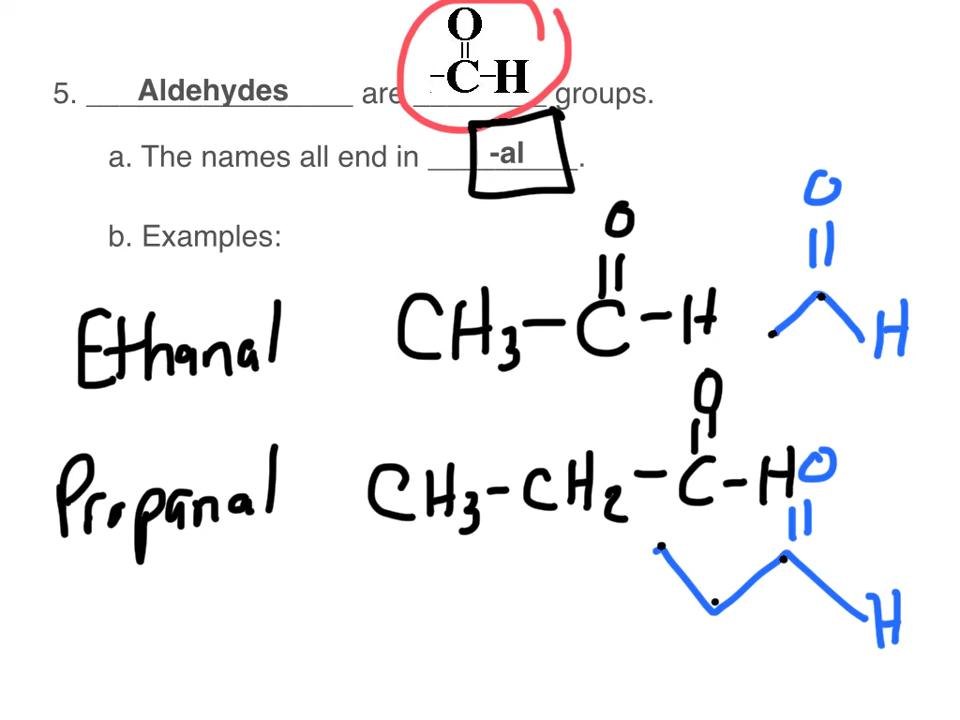 O
||
-C-H
5. Aldehydes are groups.
a. The names all end in -al.
b. Examples:
O
||
Ethanal CH₃-C-H
O
||
H
O
||
Propanal CH₃-CH₂-C-H
O
||
H